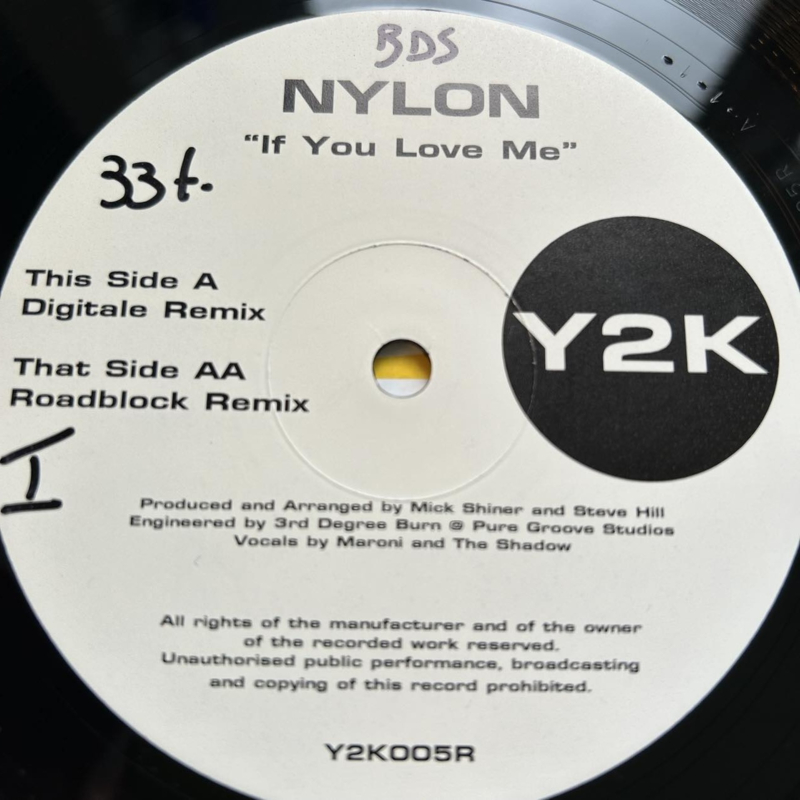 BDS
NYLON
"If You Love Me"
33 t.
This Side A
Digitale Remix
Y2K
That Side AA
Roadblock Remix
I
Produced and Arranged by Mick Shiner and Steve Hill
Engineered by 3rd Degree Burn @ Pure Groove Studios
Vocals by Maroni and The Shadow
All rights of the manufacturer and of the owner
of the recorded work reserved.
Unauthorised public performance, broadcasting
and copying of this record prohibited.
Y2K005R